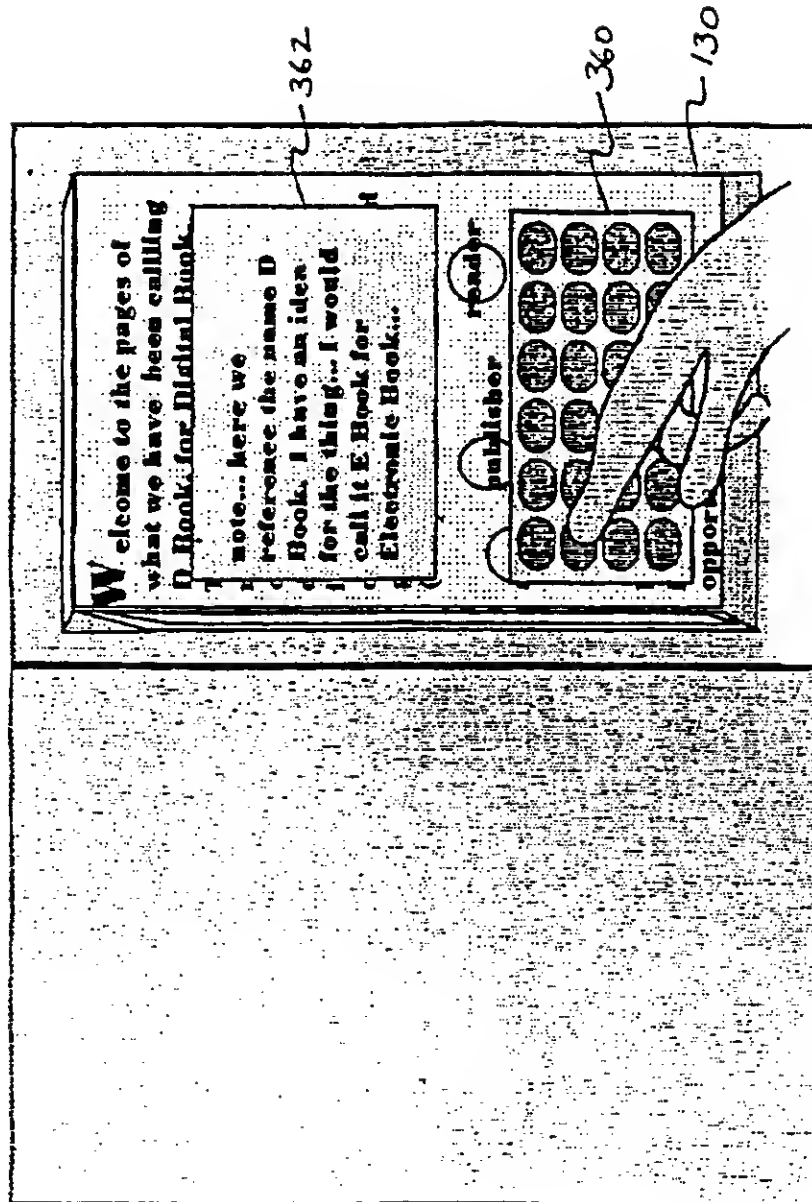 Welcome to the pages of
what we have been callling
D Book, for Digital Book
note... here we
reference the name D
Book. I have an idea
for the thing... I would
call it E Book for
Electronic Book...
publisher
reader
oppor
362
360
130